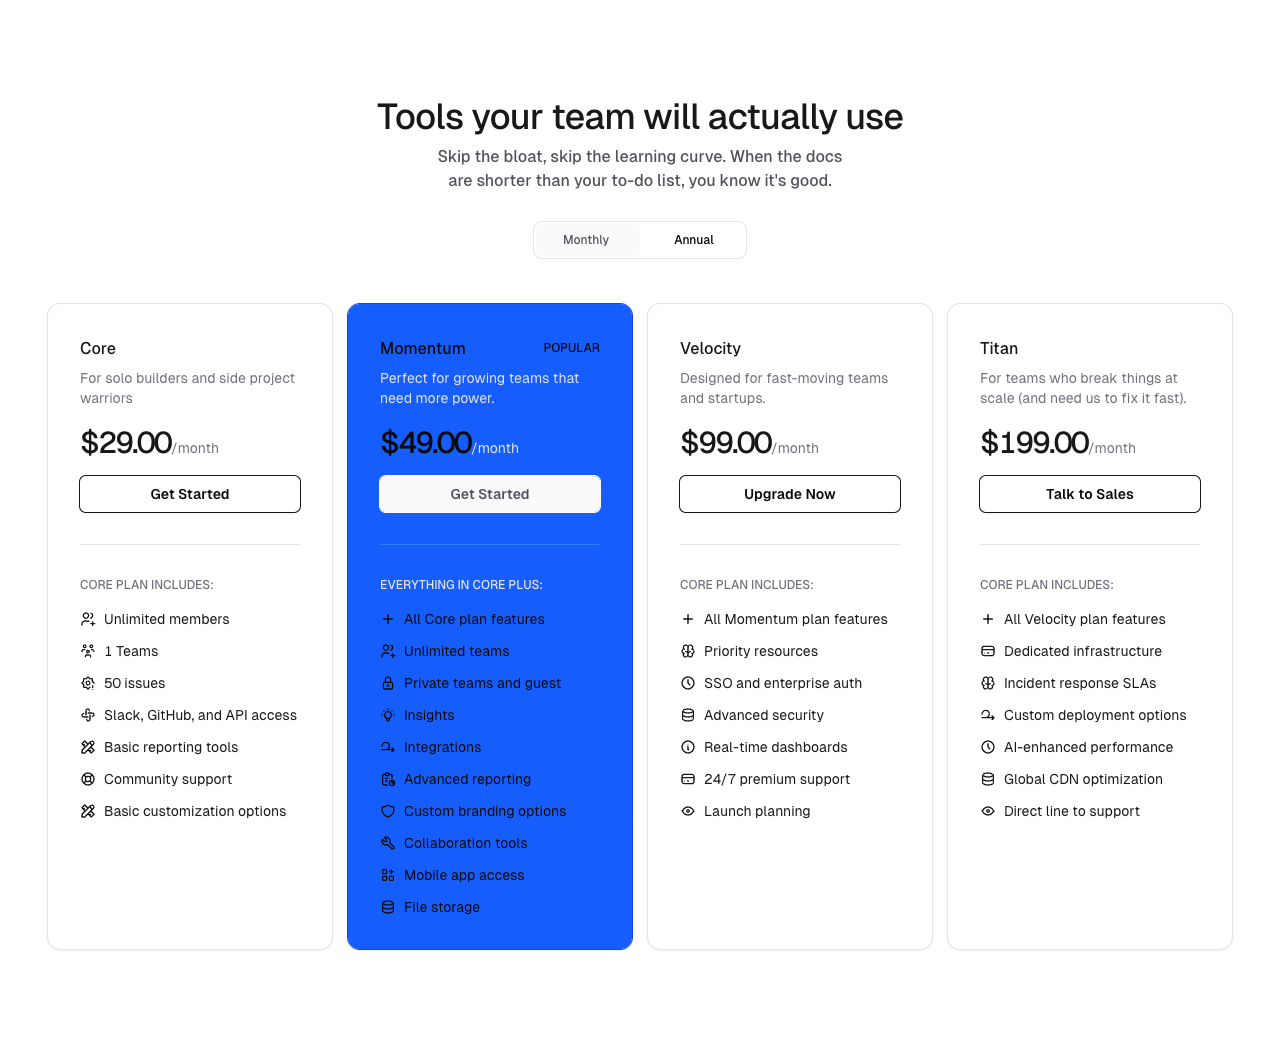 Tools your team will actually use
Skip the bloat, skip the learning curve. When the docs
are shorter than your to-do list, you know it's good.
Monthly
Annual
Core
For solo builders and side project
warriors
$29.00/month
Get Started
CORE PLAN INCLUDES:
Unlimited members
1 Teams
50 issues
Slack, GitHub, and API access
Basic reporting tools
Community support
Basic customization options
Momentum
POPULAR
Perfect for growing teams that
need more power.
$49.00/month
Get Started
EVERYTHING IN CORE PLUS:
All Core plan features
Unlimited teams
Private teams and guest
Insights
Integrations
Advanced reporting
Custom branding options
Collaboration tools
Mobile app access
File storage
Velocity
Designed for fast-moving teams
and startups.
$99.00/month
Upgrade Now
CORE PLAN INCLUDES:
All Momentum plan features
Priority resources
SSO and enterprise auth
Advanced security
Real-time dashboards
24/7 premium support
Launch planning
Titan
For teams who break things at
scale (and need us to fix it fast).
$199.00/month
Talk to Sales
CORE PLAN INCLUDES:
All Velocity plan features
Dedicated infrastructure
Incident response SLAs
Custom deployment options
AI-enhanced performance
Global CDN optimization
Direct line to support